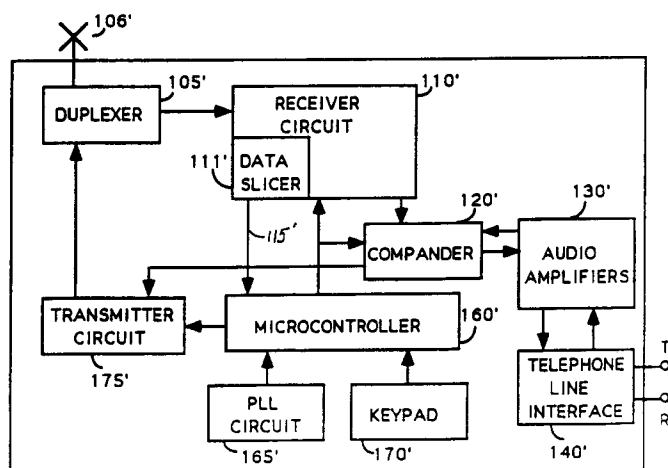 106'
105'
DUPLEXER
110'
RECEIVER
CIRCUIT
111'
DATA
SLICER
115'
120'
COMPANDER
130'
AUDIO
AMPLIFIERS
TRANSMITTER
CIRCUIT
175'
MICROCONTROLLER
160'
PLL
CIRCUIT
165'
KEYPAD
170'
TELEPHONE
LINE
INTERFACE
140'
T
R